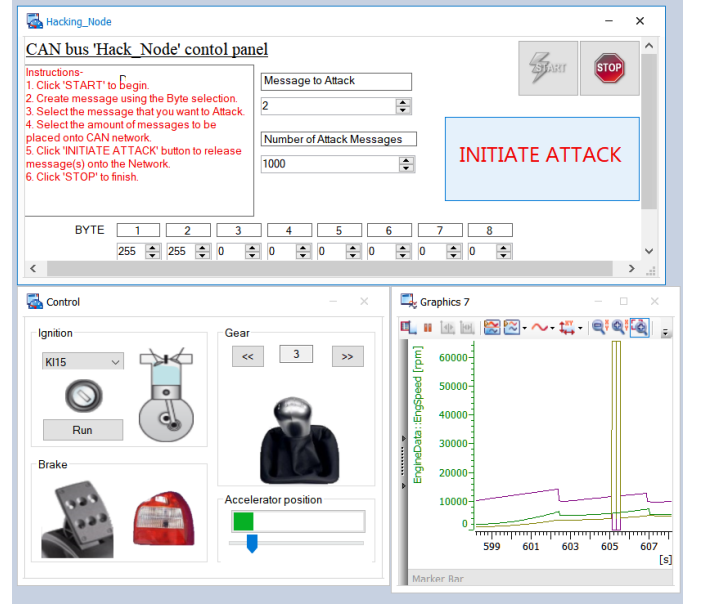 Hacking_Node
CAN bus 'Hack_Node' contol panel
Instructions-
1. Click 'START' to begin.
2. Create message using the Byte selection.
3. Select the message that you want to Attack.
4. Select the amount of messages to be
placed onto CAN network.
5. Click 'INITIATE ATTACK' button to release
message(s) onto the Network.
6. Click 'STOP' to finish.
Message to Attack
2
Number of Attack Messages
1000
START
STOP
INITIATE ATTACK
BYTE 1 2 3 4 5 6 7 8
255 255 0 0 0 0 0 0
Control
Ignition
Kl15
Run
Gear
<< 3 >>
Brake
Accelerator position
Graphics 7
EngineData::EngSpeed [rpm]
60000
50000
40000
30000
20000
10000
0
599 601 603 605 607
[s]
Marker Bar